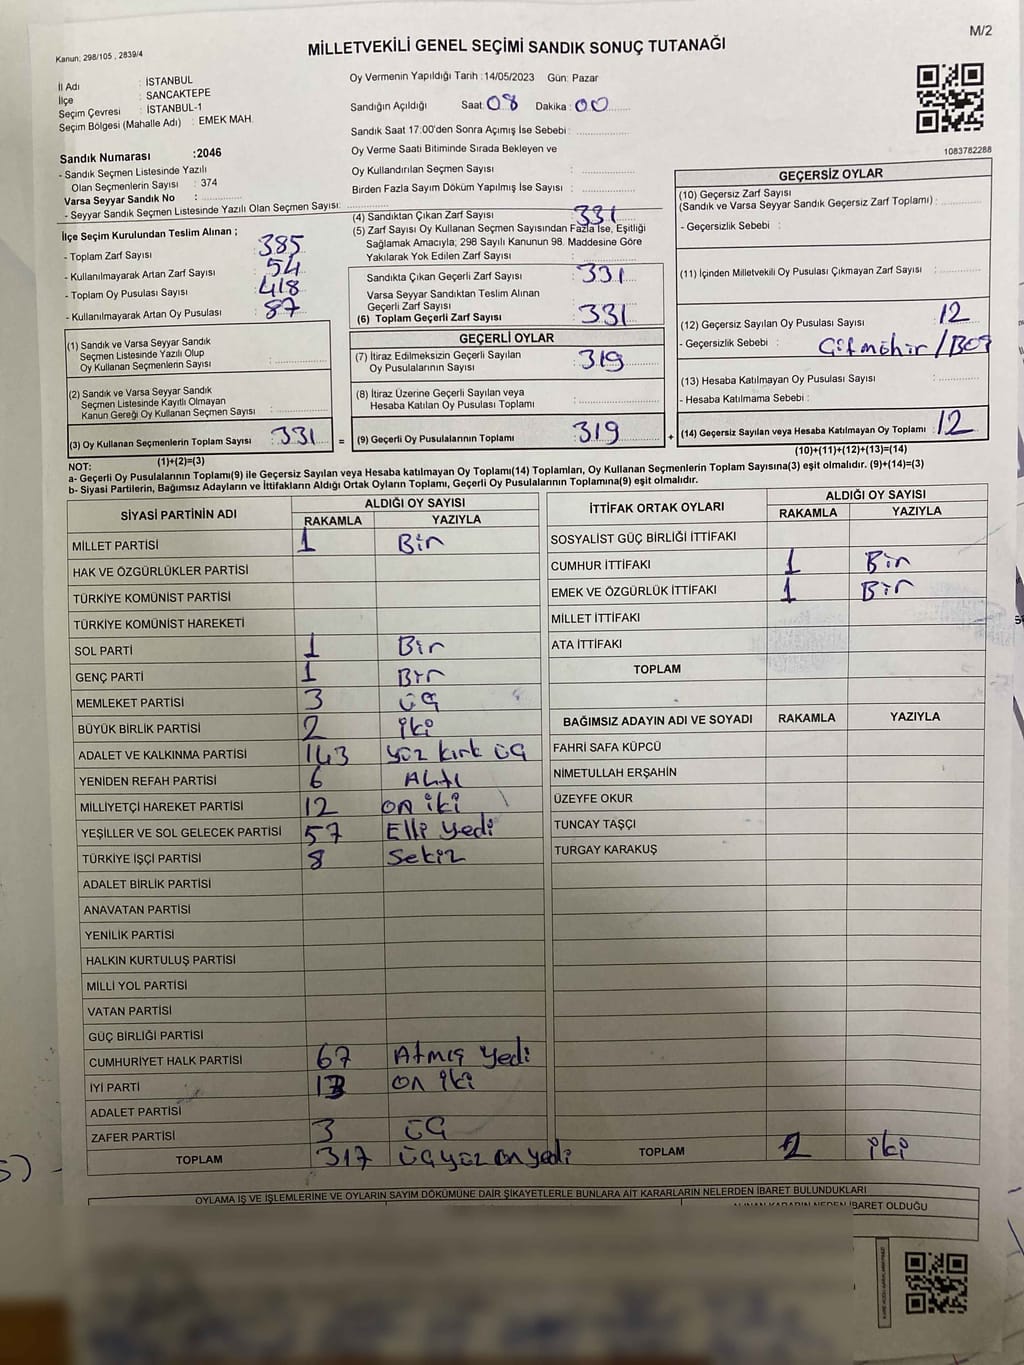 M/2
Kanun; 298/105 , 2839/4
MİLLETVEKİLİ GENEL SEÇİMİ SANDIK SONUÇ TUTANAĞI
İl Adı : İSTANBUL
İlçe : SANCAKTEPE
Seçim Çevresi : İSTANBUL-1
Seçim Bölgesi (Mahalle Adı) : EMEK MAH.
Sandık Numarası :2046
- Sandık Seçmen Listesinde Yazılı
Olan Seçmenlerin Sayısı : 374
Varsa Seyyar Sandık No :
- Seyyar Sandık Seçmen Listesinde Yazılı Olan Seçmen Sayısı:
Oy Vermenin Yapıldığı Tarih :14/05/2023 Gün: Pazar
Sandığın Açıldığı Saat: 08 Dakika : 00
Sandık Saat 17:00'den Sonra Açımış İse Sebebi :
Oy Verme Saati Bitiminde Sırada Bekleyen ve
Oy Kullandırılan Seçmen Sayısı :
Birden Fazla Sayım Döküm Yapılmış İse Sayısı :
1083782288
İlçe Seçim Kurulundan Teslim Alınan ;
- Toplam Zarf Sayısı : 385
- Kullanılmayarak Artan Zarf Sayısı : 54
- Toplam Oy Pusulası Sayısı : 418
- Kullanılmayarak Artan Oy Pusulası : 87
(1) Sandık ve Varsa Seyyar Sandık
Seçmen Listesinde Yazılı Olup
Oy Kullanan Seçmenlerin Sayısı :
(2) Sandık ve Varsa Seyyar Sandık
Seçmen Listesinde Kayıtlı Olmayan
Kanun Gereği Oy Kullanan Seçmen Sayısı :
(3) Oy Kullanan Seçmenlerin Toplam Sayısı : 331 =
(1)+(2)=(3)
(4) Sandıktan Çıkan Zarf Sayısı : 331
(5) Zarf Sayısı Oy Kullanan Seçmen Sayısından Fazla İse, Eşitliği
Sağlamak Amacıyla; 298 Sayılı Kanunun 98. Maddesine Göre
Yakılarak Yok Edilen Zarf Sayısı :
Sandıkta Çıkan Geçerli Zarf Sayısı : 331
Varsa Seyyar Sandıktan Teslim Alınan
Geçerli Zarf Sayısı :
(6) Toplam Geçerli Zarf Sayısı : 331
GEÇERLİ OYLAR
(7) İtiraz Edilmeksizin Geçerli Sayılan
Oy Pusulalarının Sayısı : 319
(8) İtiraz Üzerine Geçerli Sayılan veya
Hesaba Katılan Oy Pusulası Toplamı :
(9) Geçerli Oy Pusulalarının Toplamı : 319 +
GEÇERSİZ OYLAR
(10) Geçersiz Zarf Sayısı
(Sandık ve Varsa Seyyar Sandık Geçersiz Zarf Toplamı) :
- Geçersizlik Sebebi :
(11) İçinden Milletvekili Oy Pusulası Çıkmayan Zarf Sayısı :
(12) Geçersiz Sayılan Oy Pusulası Sayısı : 12
- Geçersizlik Sebebi :
(13) Hesaba Katılmayan Oy Pusulası Sayısı :
- Hesaba Katılmama Sebebi :
(14) Geçersiz Sayılan veya Hesaba Katılmayan Oy Toplamı : 12
(10)+(11)+(12)+(13)=(14)
NOT:
a- Geçerli Oy Pusulalarının Toplamı(9) ile Geçersiz Sayılan veya Hesaba katılmayan Oy Toplamı(14) Toplamları, Oy Kullanan Seçmenlerin Toplam Sayısına(3) eşit olmalıdır. (9)+(14)=(3)
b- Siyasi Partilerin, Bağımsız Adayların ve İttifakların Aldığı Ortak Oyların Toplamı, Geçerli Oy Pusulalarının Toplamına(9) eşit olmalıdır.
SİYASİ PARTİNİN ADI ALDIĞI OY SAYISI
RAKAMLA YAZIYLA
MİLLET PARTİSİ 1 Bir
HAK VE ÖZGÜRLÜKLER PARTİSİ
TÜRKİYE KOMÜNİST PARTİSİ
TÜRKİYE KOMÜNİST HAREKETİ
SOL PARTİ 1 Bir
GENÇ PARTİ 1 Bir
MEMLEKET PARTİSİ 3 üç
BÜYÜK BİRLİK PARTİSİ 2 iki
ADALET VE KALKINMA PARTİSİ 143 yüz kırk üç
YENİDEN REFAH PARTİSİ 6 Altı
MİLLİYETÇİ HAREKET PARTİSİ 12 on iki
YEŞİLLER VE SOL GELECEK PARTİSİ 57 Elli yedi
TÜRKİYE İŞÇİ PARTİSİ 8 Sekiz
ADALET BİRLİK PARTİSİ
ANAVATAN PARTİSİ
YENİLİK PARTİSİ
HALKIN KURTULUŞ PARTİSİ
MİLLİ YOL PARTİSİ
VATAN PARTİSİ
GÜÇ BİRLİĞİ PARTİSİ
CUMHURİYET HALK PARTİSİ 67 Atmış yedi
İYİ PARTİ on iki
ADALET PARTİSİ
ZAFER PARTİSİ 3 üç
TOPLAM 317 üçyüz onyedi
İTTİFAK ORTAK OYLARI ALDIĞI OY SAYISI
RAKAMLA YAZIYLA
SOSYALİST GÜÇ BİRLİĞİ İTTİFAKI
CUMHUR İTTİFAKI 1 Bir
EMEK VE ÖZGÜRLÜK İTTİFAKI 1 Bir
MİLLET İTTİFAKI
ATA İTTİFAKI
TOPLAM
BAĞIMSIZ ADAYIN ADI VE SOYADI RAKAMLA YAZIYLA
FAHRİ SAFA KÜPCÜ
NİMETULLAH ERŞAHİN
ÜZEYFE OKUR
TUNCAY TAŞÇI
TURGAY KARAKUŞ
TOPLAM 2 iki
OYLAMA İŞ VE İŞLEMLERİNE VE OYLARIN SAYIM DÖKÜMÜNE DAİR ŞİKAYETLERLE BUNLARA AİT KARARLARIN NELERDEN İBARET BULUNDUKLARI
İBARET OLDUĞU